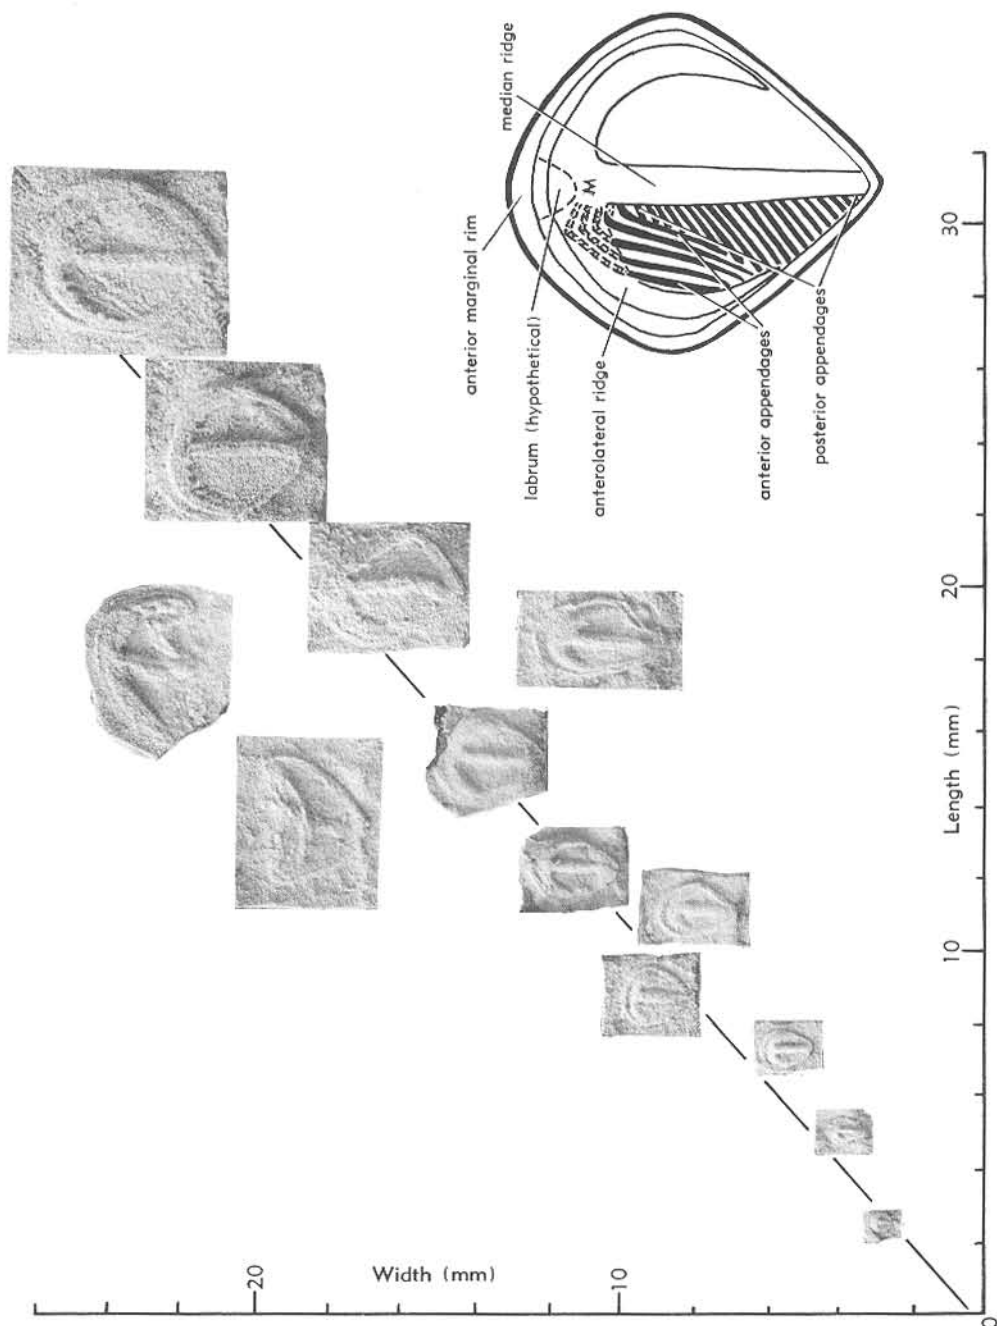 median ridge
anterior marginal rim
labrum (hypothetical)
anterolateral ridge
anterior appendages
posterior appendages
M
Width (mm)
20
10
Length (mm)
30
20
10
0